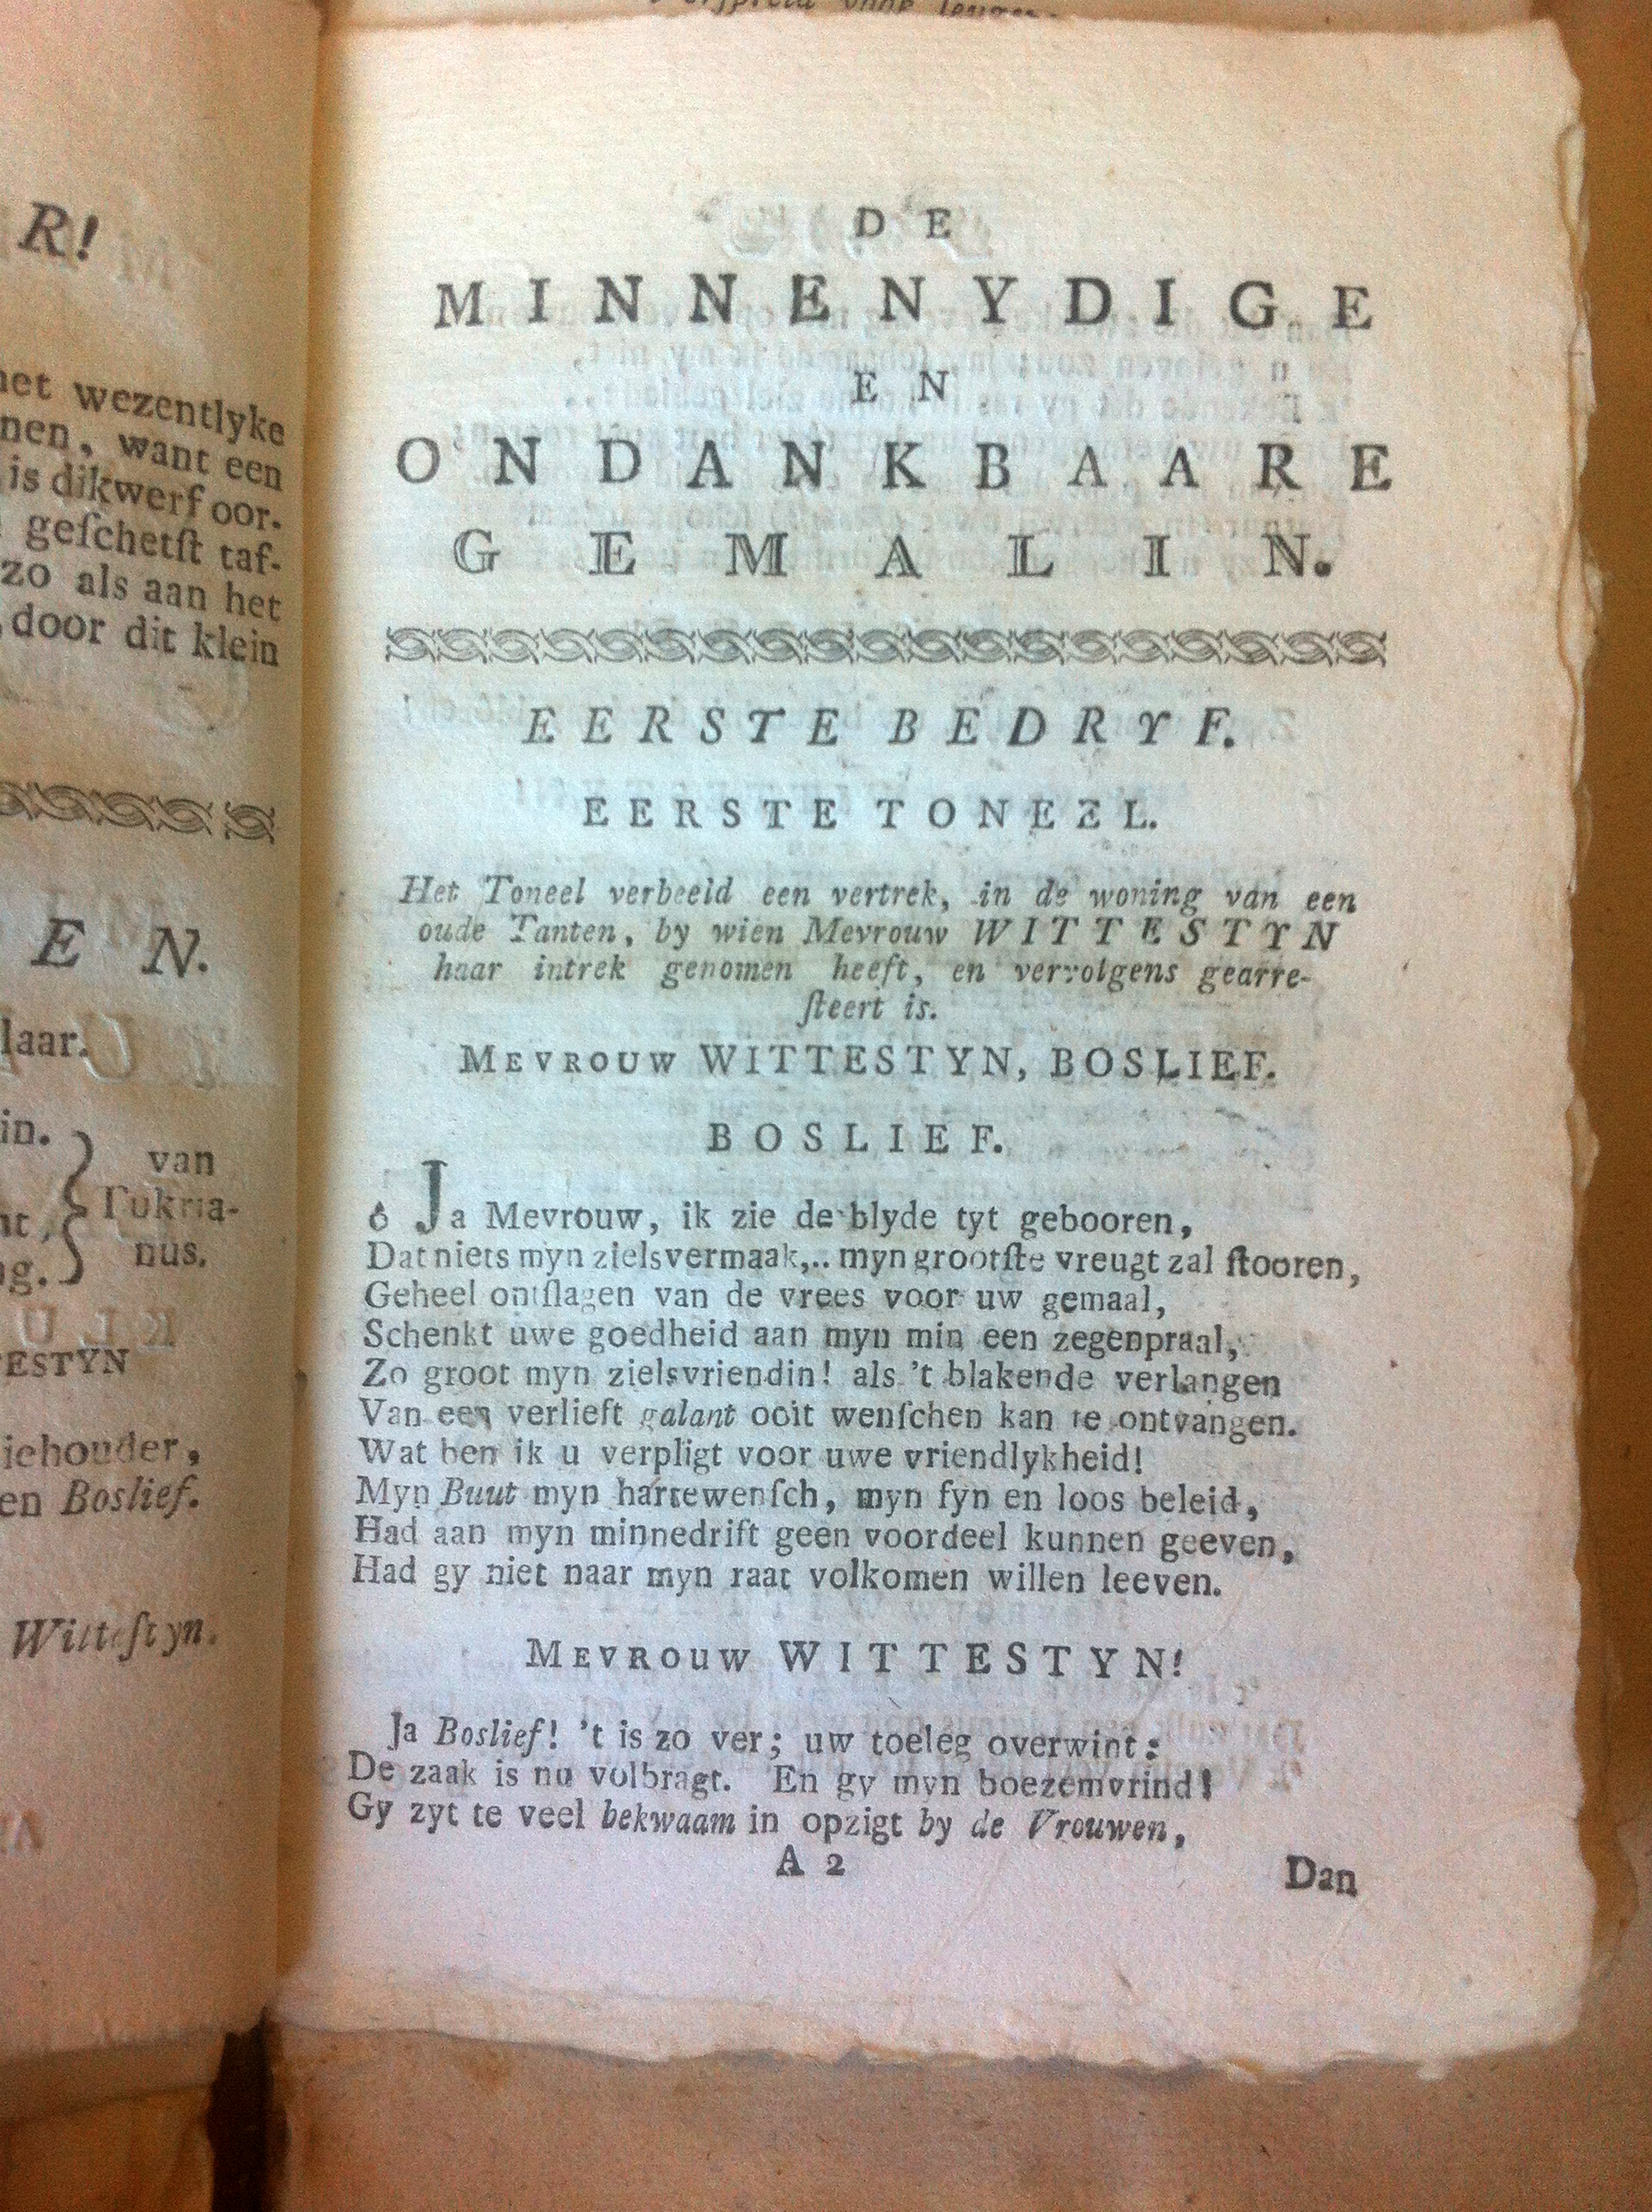 R!
net wezentlyke
nen, want een
is dikwerf oor.
geſchetſt taf-
zo als aan het
door dit klein
E N.
laar.
in.
van
Tukma-
nus.
ESTYN
iehouder,
en Boslief.
Witteſtyn.
DE
MINNENYDIGE
EN
ONDANKBAARE
GEMALIN.
EERSTE BEDRYF.
EERSTE TONEEL.
Het Toneel verbeeld een vertrek, in de woning van een
oude Tanten, by wien Mevrouw WITTESTYN
haar intrek genomen heeft, en vervolgens gearre-
ſteert is.
MEVROUW WITTESTYN, BOSLIEF.
BOSLIEF.
ô Ja Mevrouw, ik zie de blyde tyt gebooren,
Dat niets myn zielsvermaak,.. myn grootſte vreugt zal ſtooren,
Geheel ontſlagen van de vrees voor uw gemaal,
Schenkt uwe goedheid aan myn min een zegenpraal,
Zo groot myn zielsvriendin! als 't blakende verlangen
Van een verlieft galant ooit wenſchen kan te ontvangen.
Wat ben ik u verpligt voor uwe vriendlykheid!
Myn Buut myn hartewenſch, myn fyn en loos beleid,
Had aan myn minnedrift geen voordeel kunnen geeven,
Had gy niet naar myn raat volkomen willen leeven.
MEVROUW WITTESTYN!
Ja Boslief! 't is zo ver; uw toeleg overwint:
De zaak is nu volbragt. En gy myn boezemvrind!
Gy zyt te veel bekwaam in opzigt by de Vrouwen,
A 2
Dan